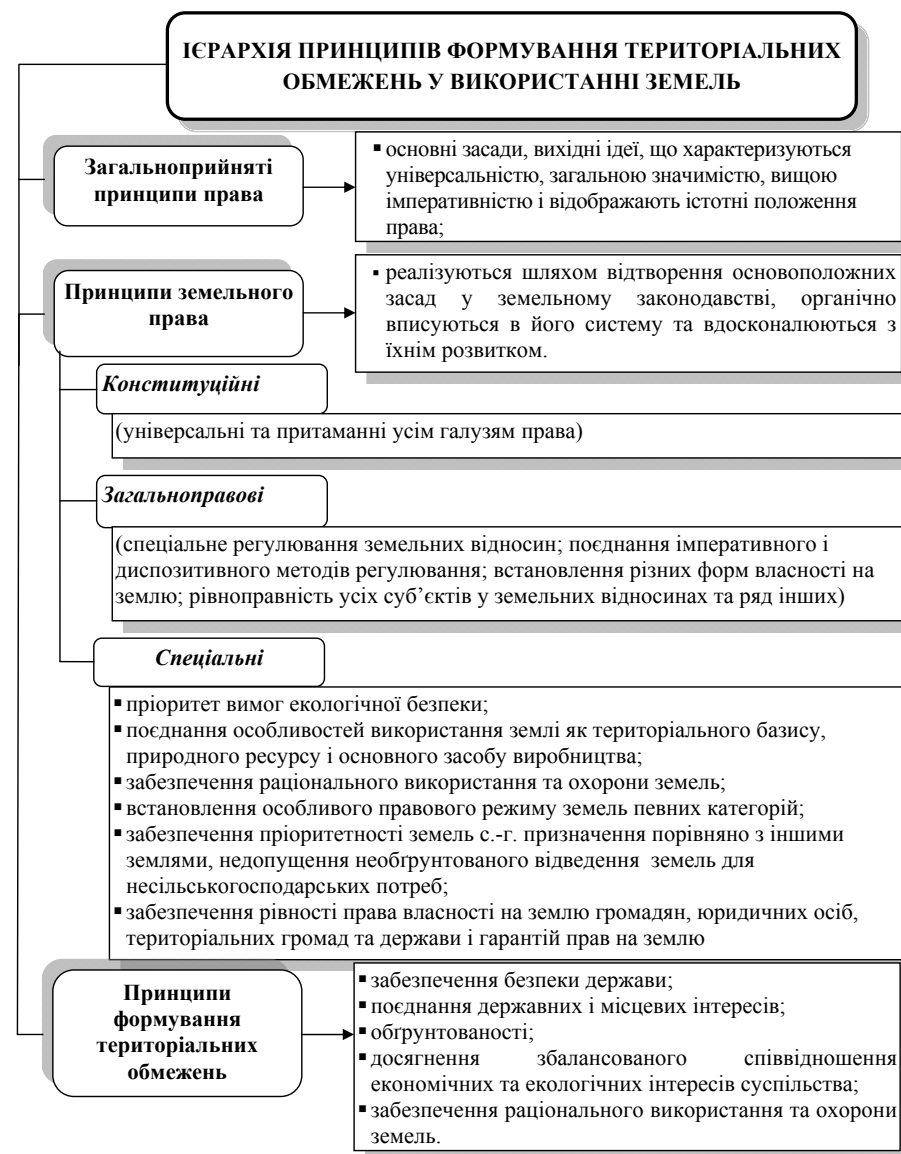 ІЄРАРХІЯ ПРИНЦИПІВ ФОРМУВАННЯ ТЕРИТОРІАЛЬНИХ
ОБМЕЖЕНЬ У ВИКОРИСТАННІ ЗЕМЕЛЬ
Загальноприйняті
принципи права
▪ основні засади, вихідні ідеї, що характеризуються
універсальністю, загальною значимістю, вищою
імперативністю і відображають істотні положення
права;
Принципи земельного
права
▪ реалізуються шляхом відтворення основоположних
засад у земельному законодавстві, органічно
вписуються в його систему та вдосконалюються з
їхнім розвитком.
Конституційні
(універсальні та притаманні усім галузям права)
Загальноправові
(спеціальне регулювання земельних відносин; поєднання імперативного і
диспозитивного методів регулювання; встановлення різних форм власності на
землю; рівноправність усіх суб’єктів у земельних відносинах та ряд інших)
Спеціальні
▪ пріоритет вимог екологічної безпеки;
▪ поєднання особливостей використання землі як територіального базису,
природного ресурсу і основного засобу виробництва;
▪ забезпечення раціонального використання та охорони земель;
▪ встановлення особливого правового режиму земель певних категорій;
▪ забезпечення пріоритетності земель с.-г. призначення порівняно з іншими
землями, недопущення необґрунтованого відведення земель для
несільськогосподарських потреб;
▪ забезпечення рівності права власності на землю громадян, юридичних осіб,
територіальних громад та держави і гарантій прав на землю
Принципи
формування
територіальних
обмежень
▪ забезпечення безпеки держави;
▪ поєднання державних і місцевих інтересів;
▪ обґрунтованості;
▪ досягнення збалансованого співвідношення
економічних та екологічних інтересів суспільства;
▪ забезпечення раціонального використання та охорони
земель.